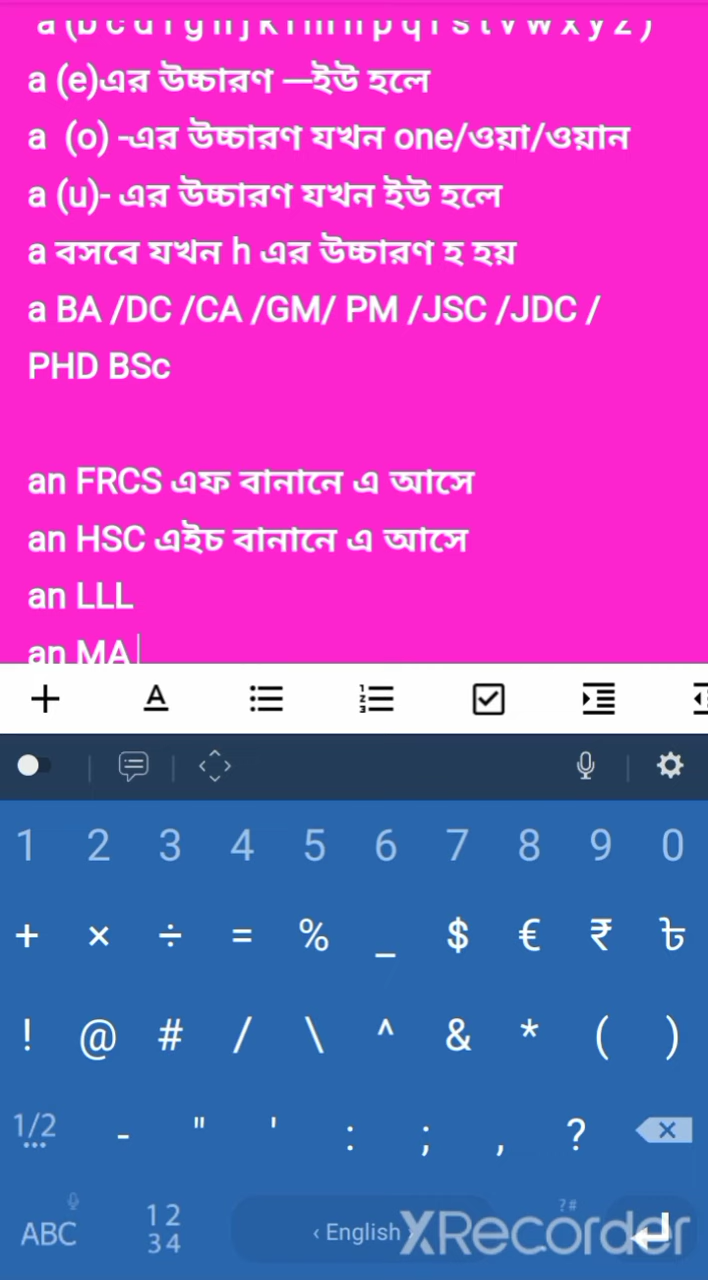 a (b c d f g h j k l m n p q r s t v w x y z )
a (e)এর উচ্চারণ —ইউ হলে
a (o) -এর উচ্চারণ যখন one/ওয়া/ওয়ান
a (u)- এর উচ্চারণ যখন ইউ হলে
a বসবে যখন h এর উচ্চারণ হ হয়
a BA /DC /CA /GM/ PM /JSC /JDC /
PHD BSc
an FRCS এফ বানানে এ আসে
an HSC এইচ বানানে এ আসে
an LLL
an MA
1 2 3 4 5 6 7 8 9 0
+ × ÷ = % _ $ € ₹ ৳
! @ # / \ ^ & * ( )
1/2 - " ' : ; , ?
ABC 12 34 ‹ English › ?#
XRecorder